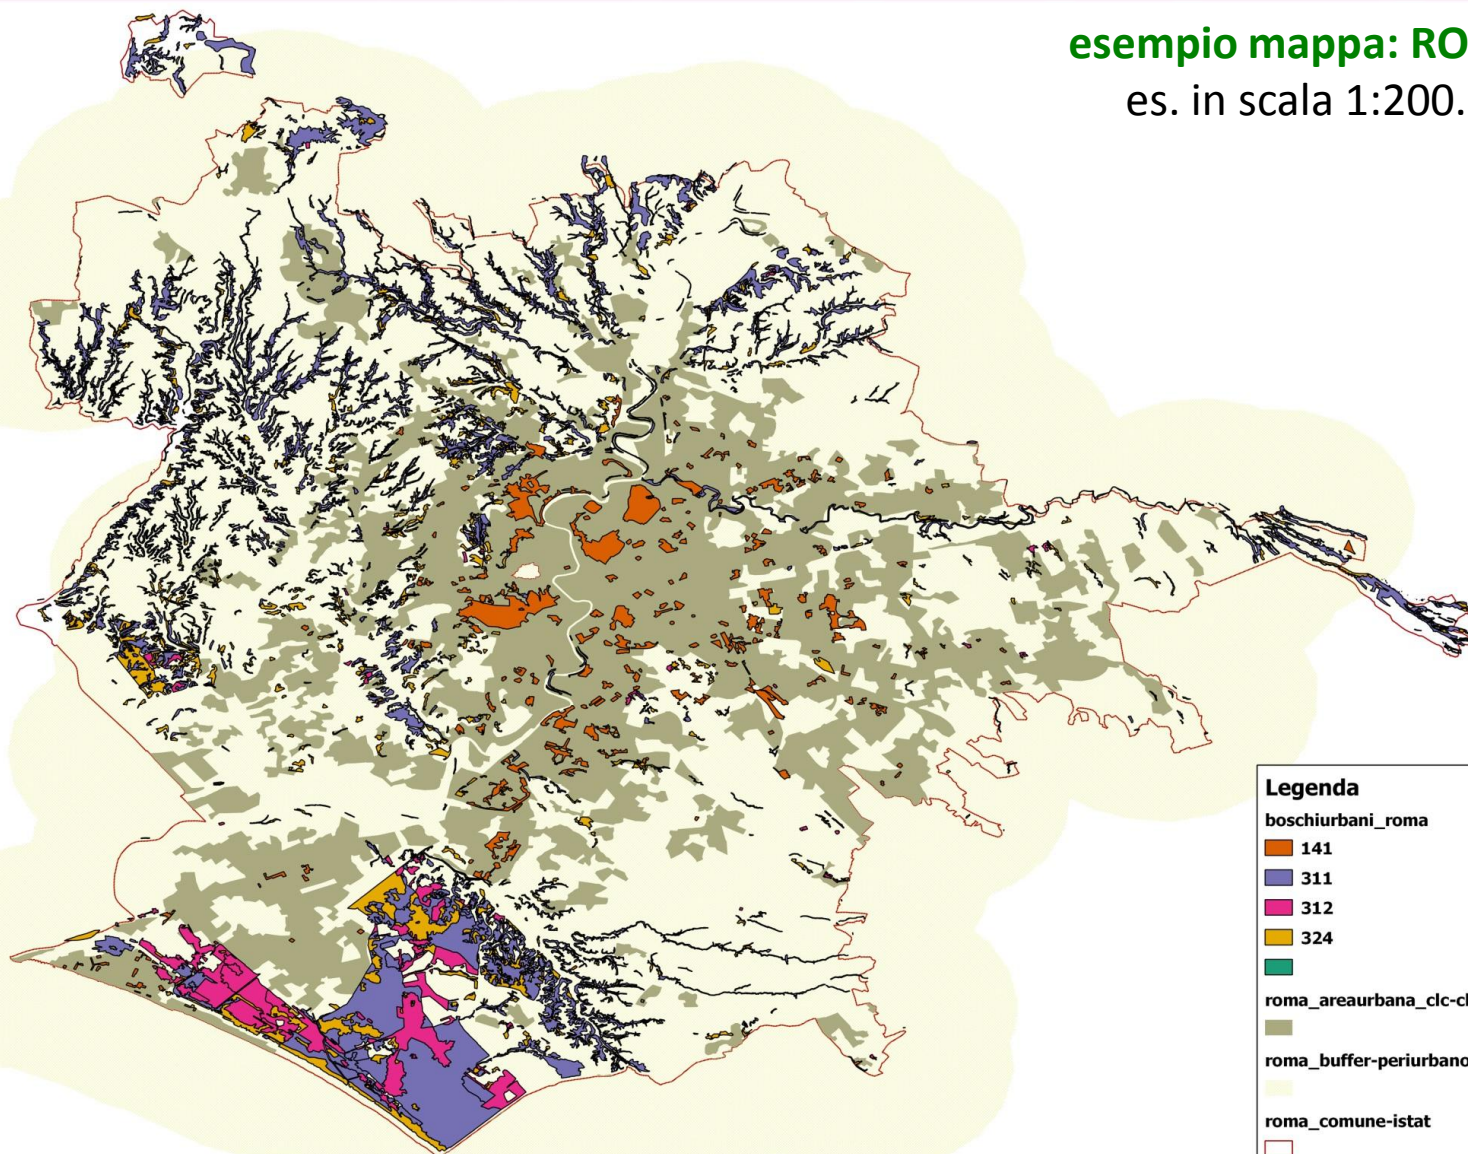 esempio mappa: RO
es. in scala 1:200.
Legenda
boschiurbani_roma
141
311
312
324
roma_areaurbana_clc-cl
roma_buffer-periurbano
roma_comune-istat